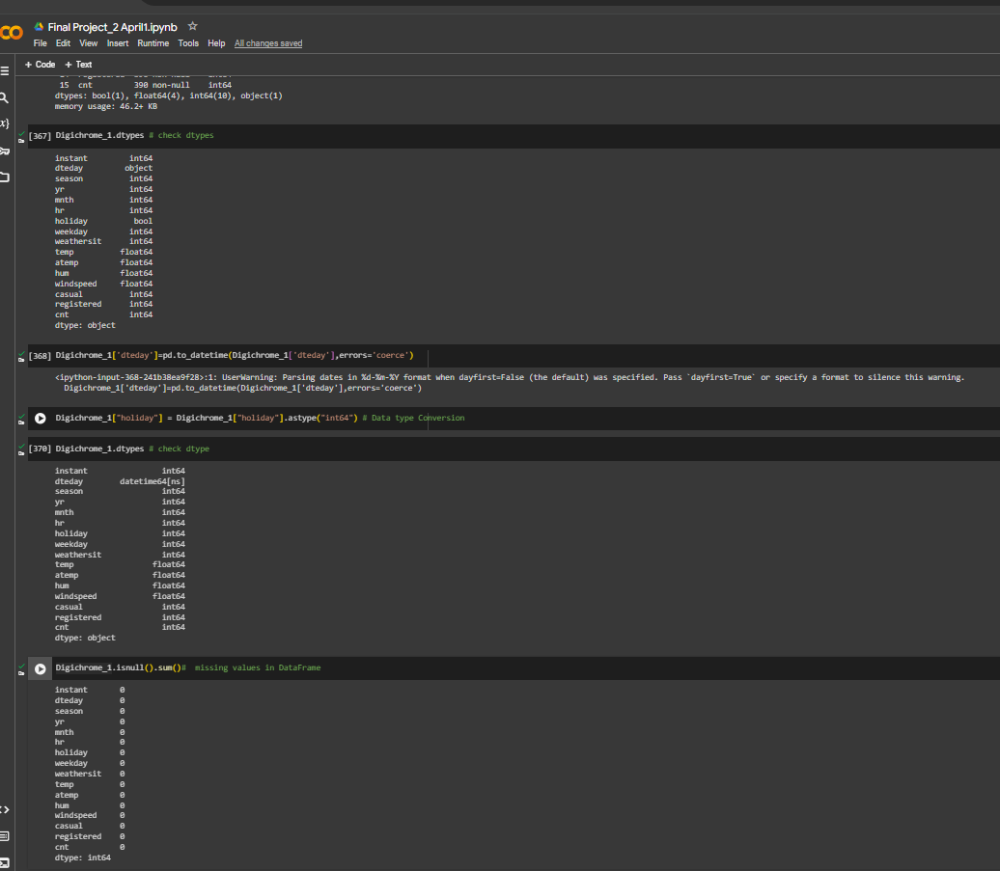 Final Project_2 April1.ipynb
File Edit View Insert Runtime Tools Help All changes saved
+ Code + Text
15 cnt 390 non-null int64
dtypes: bool(1), float64(4), int64(10), object(1)
memory usage: 46.2+ KB
[367] Digichrome_1.dtypes # check dtypes
instant int64
dteday object
season int64
yr int64
mnth int64
hr int64
holiday bool
weekday int64
weathersit int64
temp float64
atemp float64
hum float64
windspeed float64
casual int64
registered int64
cnt int64
dtype: object
[368] Digichrome_1['dteday']=pd.to_datetime(Digichrome_1['dteday'],errors='coerce')
<ipython-input-368-241b38ea9f28>:1: UserWarning: Parsing dates in %d-%m-%Y format when dayfirst=False (the default) was specified. Pass `dayfirst=True` or specify a format to silence this warning.
Digichrome_1['dteday']=pd.to_datetime(Digichrome_1['dteday'],errors='coerce')
Digichrome_1["holiday"] = Digichrome_1["holiday"].astype("int64") # Data type Conversion
[370] Digichrome_1.dtypes # check dtype
instant int64
dteday datetime64[ns]
season int64
yr int64
mnth int64
hr int64
holiday int64
weekday int64
weathersit int64
temp float64
atemp float64
hum float64
windspeed float64
casual int64
registered int64
cnt int64
dtype: object
Digichrome_1.isnull().sum()# missing values in DataFrame
instant 0
dteday 0
season 0
yr 0
mnth 0
hr 0
holiday 0
weekday 0
weathersit 0
temp 0
atemp 0
hum 0
windspeed 0
casual 0
registered 0
cnt 0
dtype: int64